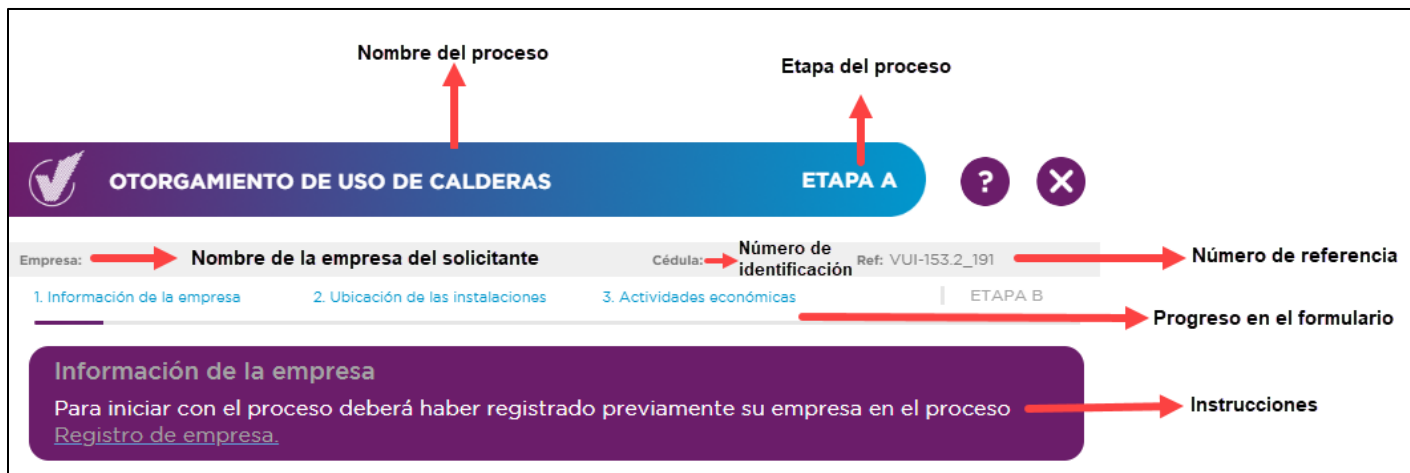 Nombre del proceso
Etapa del proceso
OTORGAMIENTO DE USO DE CALDERAS
ETAPA A
?
Empresa:
Nombre de la empresa del solicitante
Cédula:
Número de
identificación
Ref: VUI-153.2_191
Número de referencia
1. Información de la empresa
2. Ubicación de las instalaciones
3. Actividades económicas
ETAPA B
Progreso en el formulario
Información de la empresa
Para iniciar con el proceso deberá haber registrado previamente su empresa en el proceso
Registro de empresa.
Instrucciones